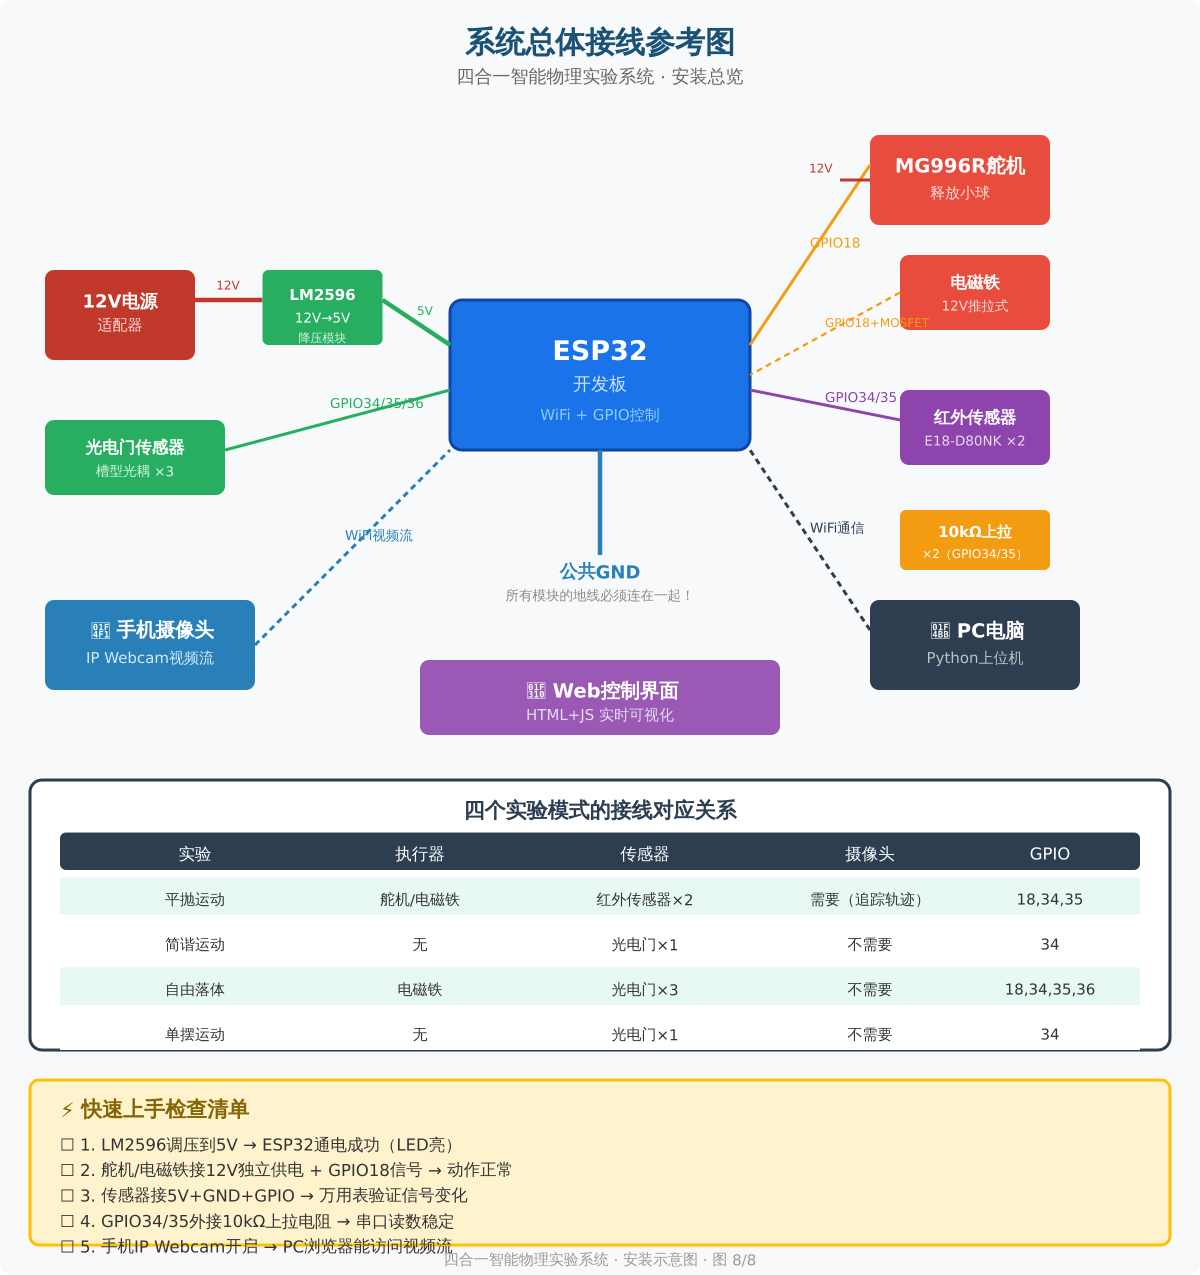 系统总体接线参考图
四合一智能物理实验系统 · 安装总览
MG996R舵机
释放小球
12V
GPIO18
12V电源
适配器
12V
LM2596
12V→5V
降压模块
5V
ESP32
开发板
WiFi + GPIO控制
电磁铁
12V推拉式
GPIO18+MOSFET
GPIO34/35/36
光电门传感器
槽型光耦 ×3
GPIO34/35
红外传感器
E18-D80NK ×2
WiFi视频流
WiFi通信
10kΩ上拉
×2（GPIO34/35）
公共GND
所有模块的地线必须连在一起！
手机摄像头
IP Webcam视频流
PC电脑
Python上位机
Web控制界面
HTML+JS 实时可视化
四个实验模式的接线对应关系
实验 执行器 传感器 摄像头 GPIO
平抛运动 舵机/电磁铁 红外传感器×2 需要（追踪轨迹） 18,34,35
简谐运动 无 光电门×1 不需要 34
自由落体 电磁铁 光电门×3 不需要 18,34,35,36
单摆运动 无 光电门×1 不需要 34
⚡ 快速上手检查清单
☐ 1. LM2596调压到5V → ESP32通电成功（LED亮）
☐ 2. 舵机/电磁铁接12V独立供电 + GPIO18信号 → 动作正常
☐ 3. 传感器接5V+GND+GPIO → 万用表验证信号变化
☐ 4. GPIO34/35外接10kΩ上拉电阻 → 串口读数稳定
☐ 5. 手机IP Webcam开启 → PC浏览器能访问视频流
四合一智能物理实验系统 · 安装示意图 · 图 8/8